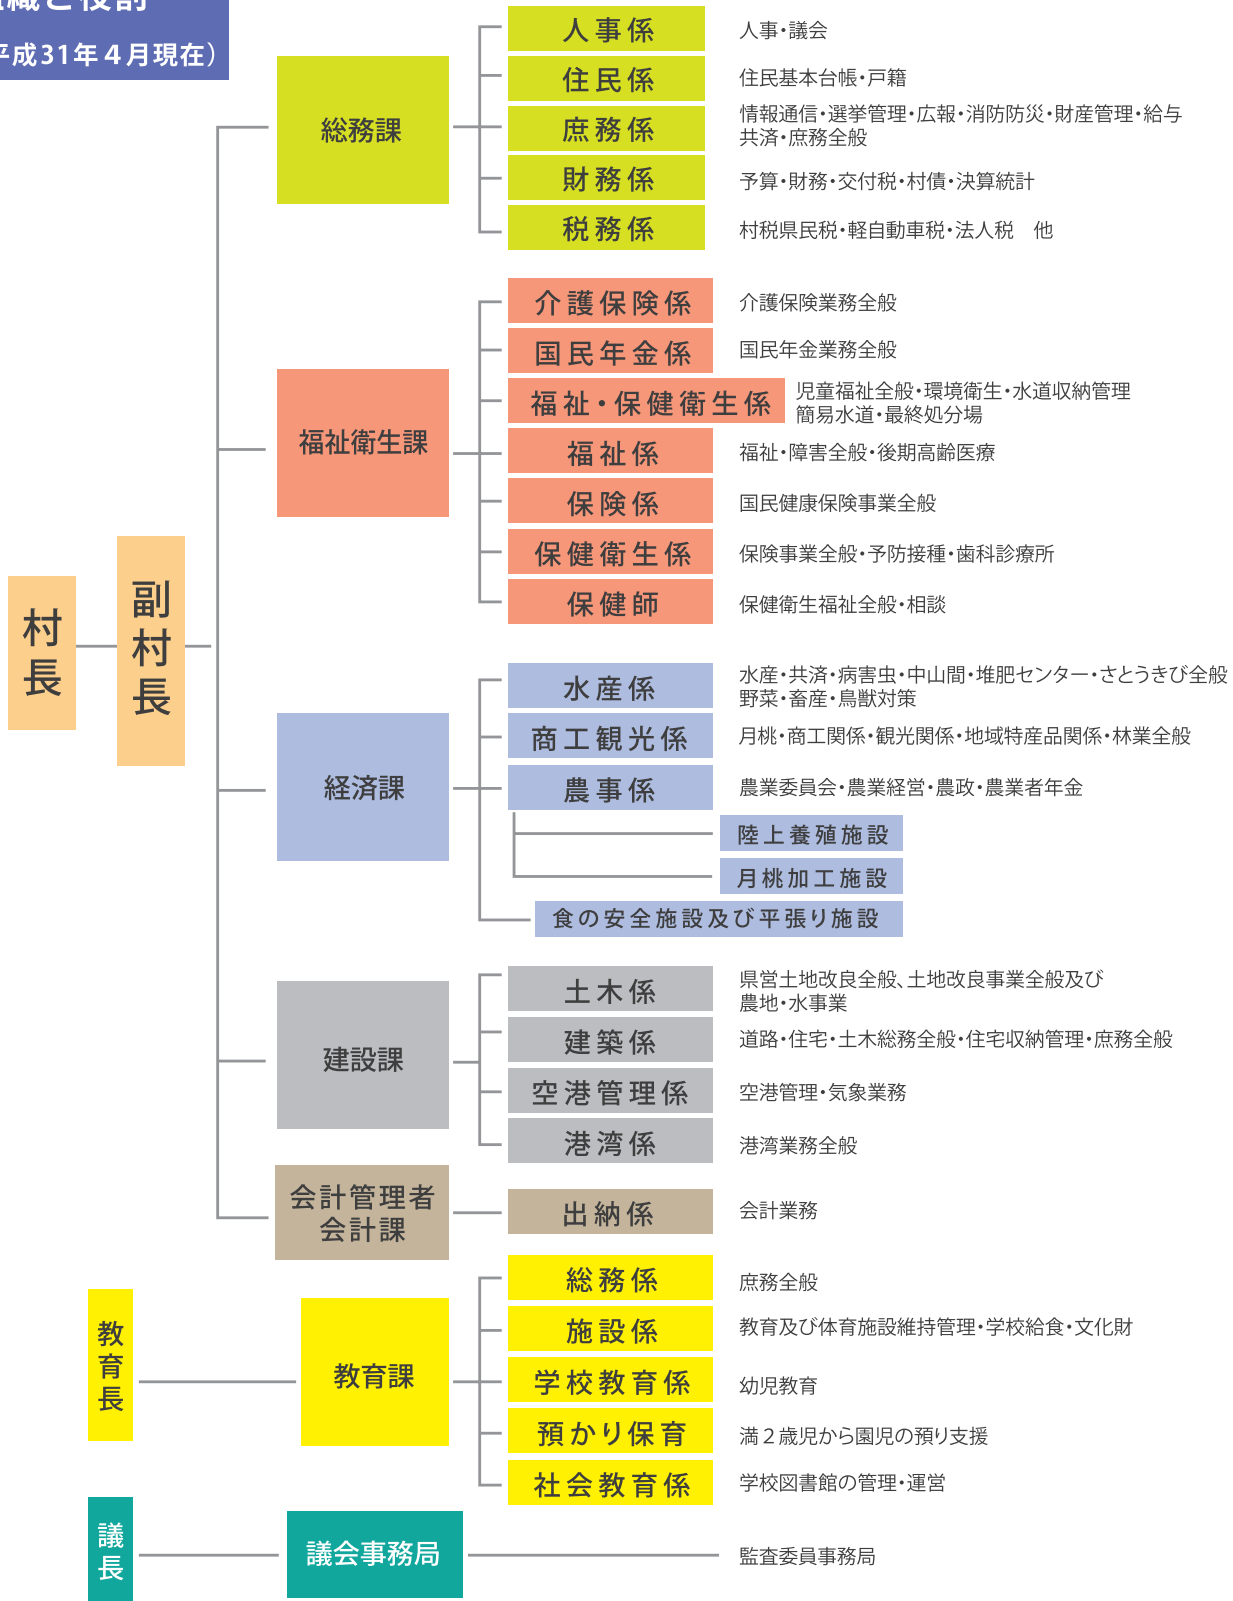 組織と役割
平成31年４月現在）
村長
副村長
総務課
人事係
人事・議会
住民係
住民基本台帳・戸籍
庶務係
情報通信・選挙管理・広報・消防防災・財産管理・給与
共済・庶務全般
財務係
予算・財務・交付税・村債・決算統計
税務係
村税県民税・軽自動車税・法人税　他
福祉衛生課
介護保険係
介護保険業務全般
国民年金係
国民年金業務全般
福祉・保健衛生係
児童福祉全般・環境衛生・水道収納管理
簡易水道・最終処分場
福祉係
福祉・障害全般・後期高齢医療
保険係
国民健康保険事業全般
保健衛生係
保険事業全般・予防接種・歯科診療所
保健師
保健衛生福祉全般・相談
経済課
水産係
水産・共済・病害虫・中山間・堆肥センター・さとうきび全般
野菜・畜産・鳥獣対策
商工観光係
月桃・商工関係・観光関係・地域特産品関係・林業全般
農事係
農業委員会・農業経営・農政・農業者年金
陸上養殖施設
月桃加工施設
食の安全施設及び平張り施設
建設課
土木係
県営土地改良全般、土地改良事業全般及び
農地・水事業
建築係
道路・住宅・土木総務全般・住宅収納管理・庶務全般
空港管理係
空港管理・気象業務
港湾係
港湾業務全般
会計管理者
会計課
出納係
会計業務
教育長
教育課
総務係
庶務全般
施設係
教育及び体育施設維持管理・学校給食・文化財
学校教育係
幼児教育
預かり保育
満２歳児から園児の預り支援
社会教育係
学校図書館の管理・運営
議長
議会事務局
監査委員事務局